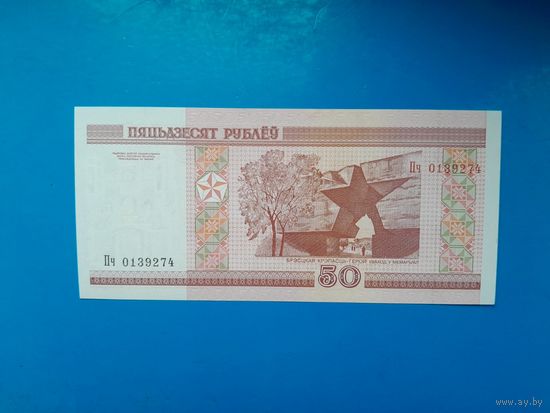 ПЯЦЬДЗЕСЯТ РУБЛЁЎ
Пч 0139274
Пч 0139274
БРЭСЦКАЯ КРЭПАСЦЬ-ГЕРОЙ УВАХОД У МЕМАРЫЯЛ
50
www.ay.by